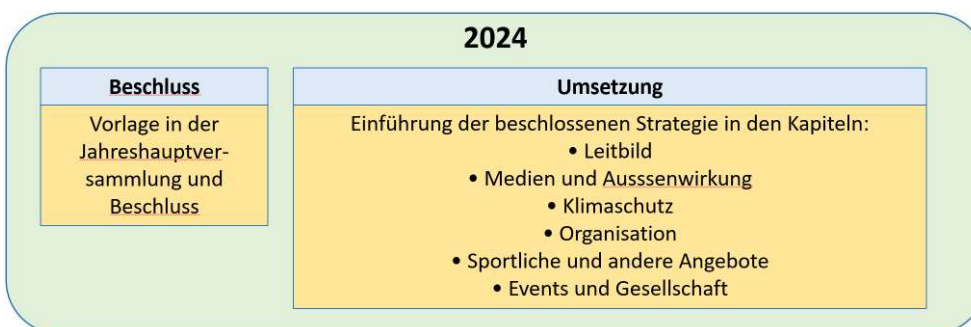 2024
Beschluss
Vorlage in der
Jahreshauptver-
sammlung und
Beschluss
Umsetzung
Einführung der beschlossenen Strategie in den Kapiteln:
• Leitbild
• Medien und Ausssenwirkung
• Klimaschutz
• Organisation
• Sportliche und andere Angebote
• Events und Gesellschaft